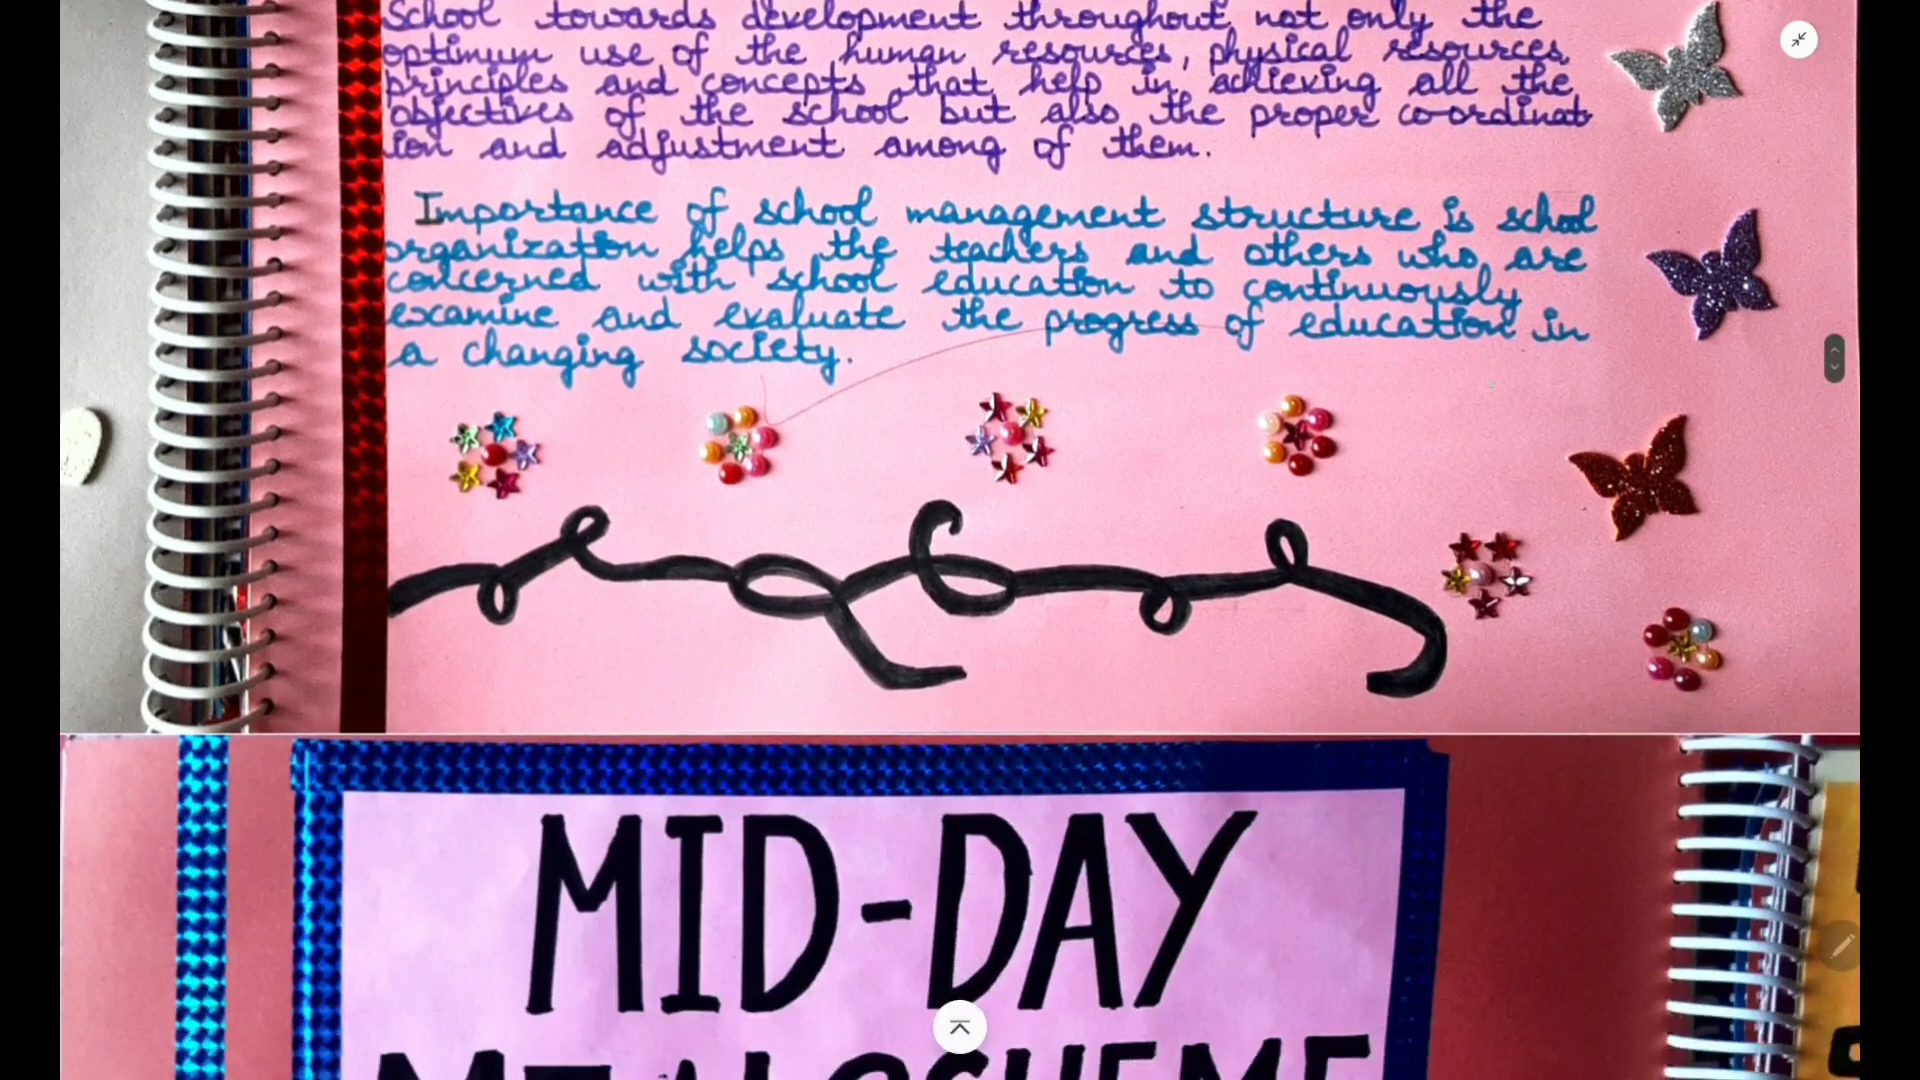 School towards development throughout not only the
optimum use of the human resources, physical resources,
principles and concepts that help in achieving all the
objectives of the school but also the proper co-ordinat
ion and adjustment among of them.
Importance of school management structure is school
organization helps the teachers and others who are
concerned with school education to continuously
examine and evaluate the progress of education in
a changing society.
MID-DAY
MEAL SCHEME